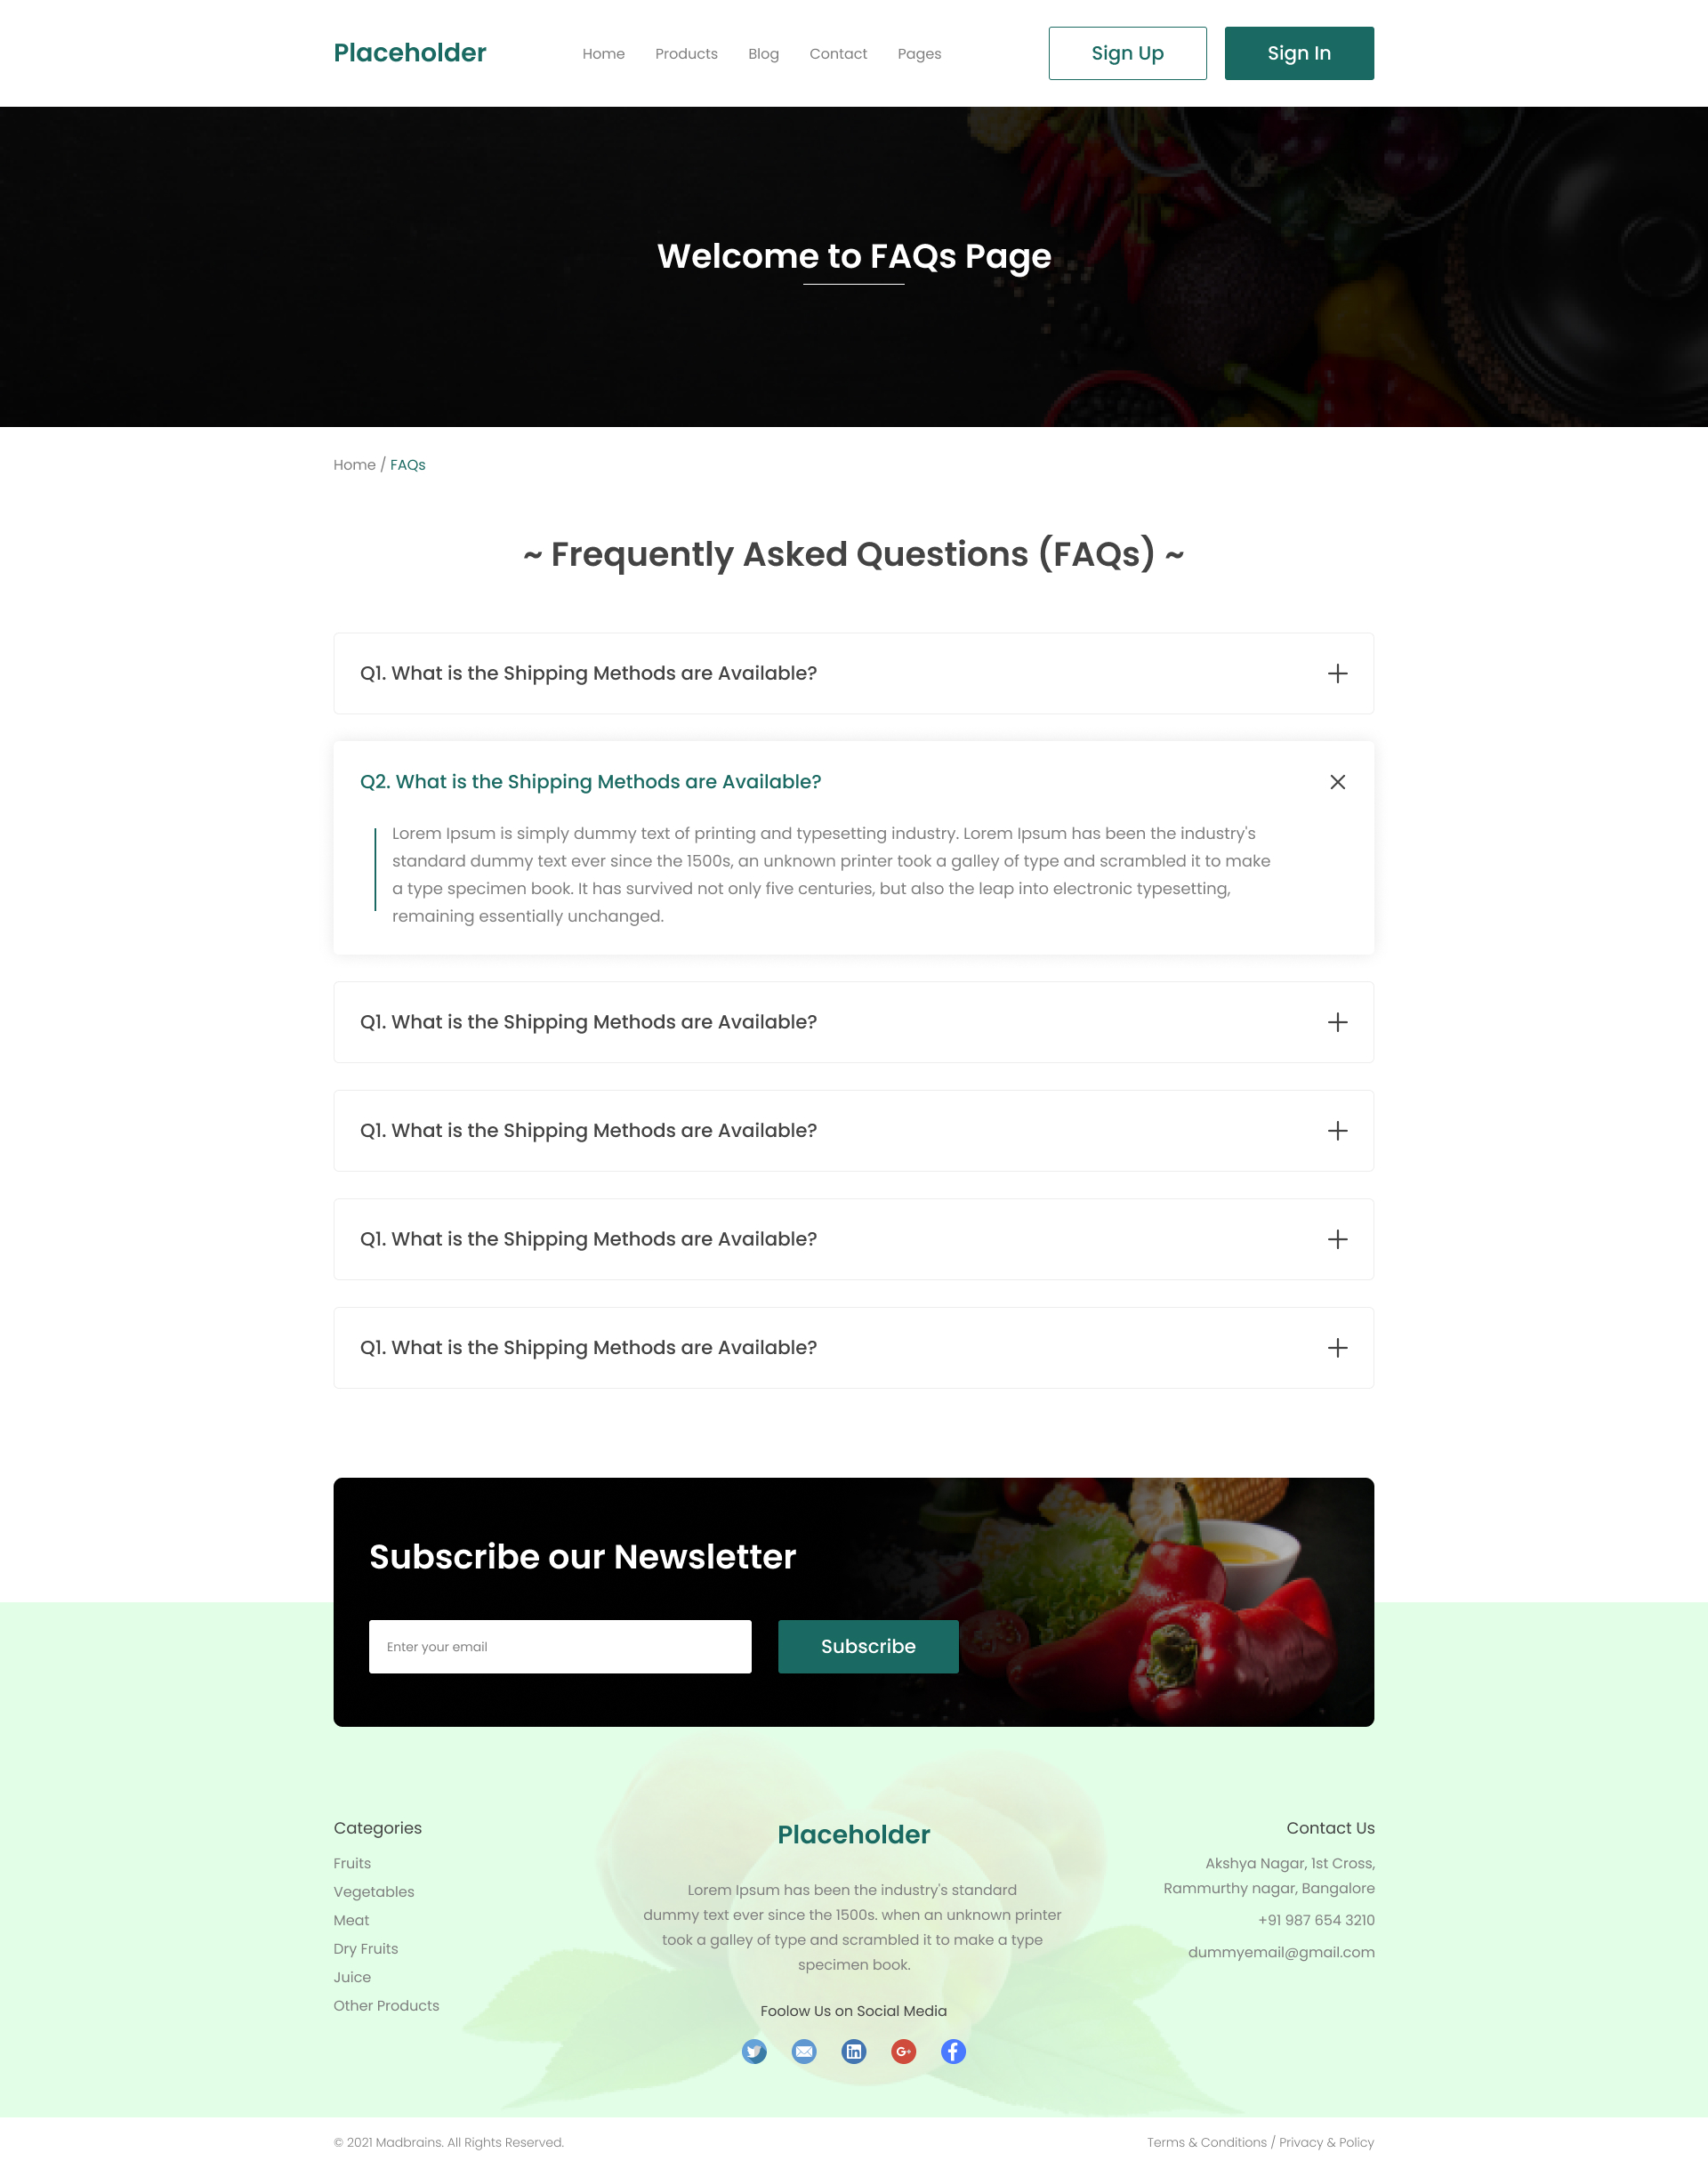 Placeholder
Home Products Blog Contact Pages
Sign Up
Sign In
Welcome to FAQs Page
Home / FAQs
~ Frequently Asked Questions (FAQs) ~
Q1. What is the Shipping Methods are Available?
Q2. What is the Shipping Methods are Available?
Lorem Ipsum is simply dummy text of printing and typesetting industry. Lorem Ipsum has been the industry's
standard dummy text ever since the 1500s, an unknown printer took a galley of type and scrambled it to make
a type specimen book. It has survived not only five centuries, but also the leap into electronic typesetting,
remaining essentially unchanged.
Q1. What is the Shipping Methods are Available?
Q1. What is the Shipping Methods are Available?
Q1. What is the Shipping Methods are Available?
Q1. What is the Shipping Methods are Available?
Subscribe our Newsletter
Enter your email
Subscribe
Categories
Fruits
Vegetables
Meat
Dry Fruits
Juice
Other Products
Placeholder
Lorem Ipsum has been the industry's standard
dummy text ever since the 1500s. when an unknown printer
took a galley of type and scrambled it to make a type
specimen book.
Foolow Us on Social Media
in
G+
f
Contact Us
Akshya Nagar, 1st Cross,
Rammurthy nagar, Bangalore
+91 987 654 3210
dummyemail@gmail.com
© 2021 Madbrains. All Rights Reserved.
Terms & Conditions / Privacy & Policy